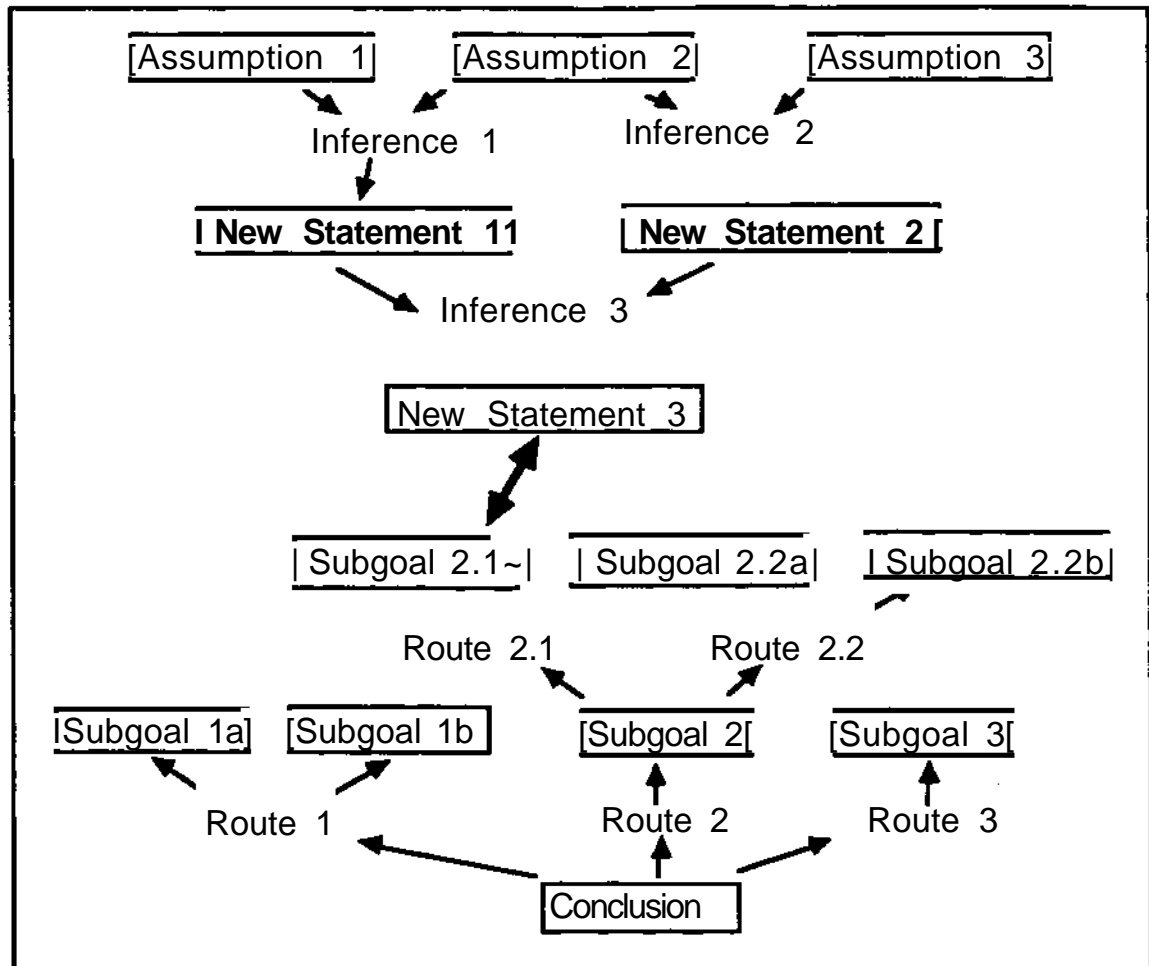 [Assumption 1| [Assumption 2| [Assumption 3|
Inference 1 Inference 2
I New Statement 11 | New Statement 2 [
Inference 3
New Statement 3
| Subgoal 2.1~| | Subgoal 2.2a| I Subgoal 2.2b|
Route 2.1 Route 2.2
ISubgoal 1a] [Subgoal 1b [Subgoal 2[ [Subgoal 3[
Route 1 Route 2 Route 3
Conclusion